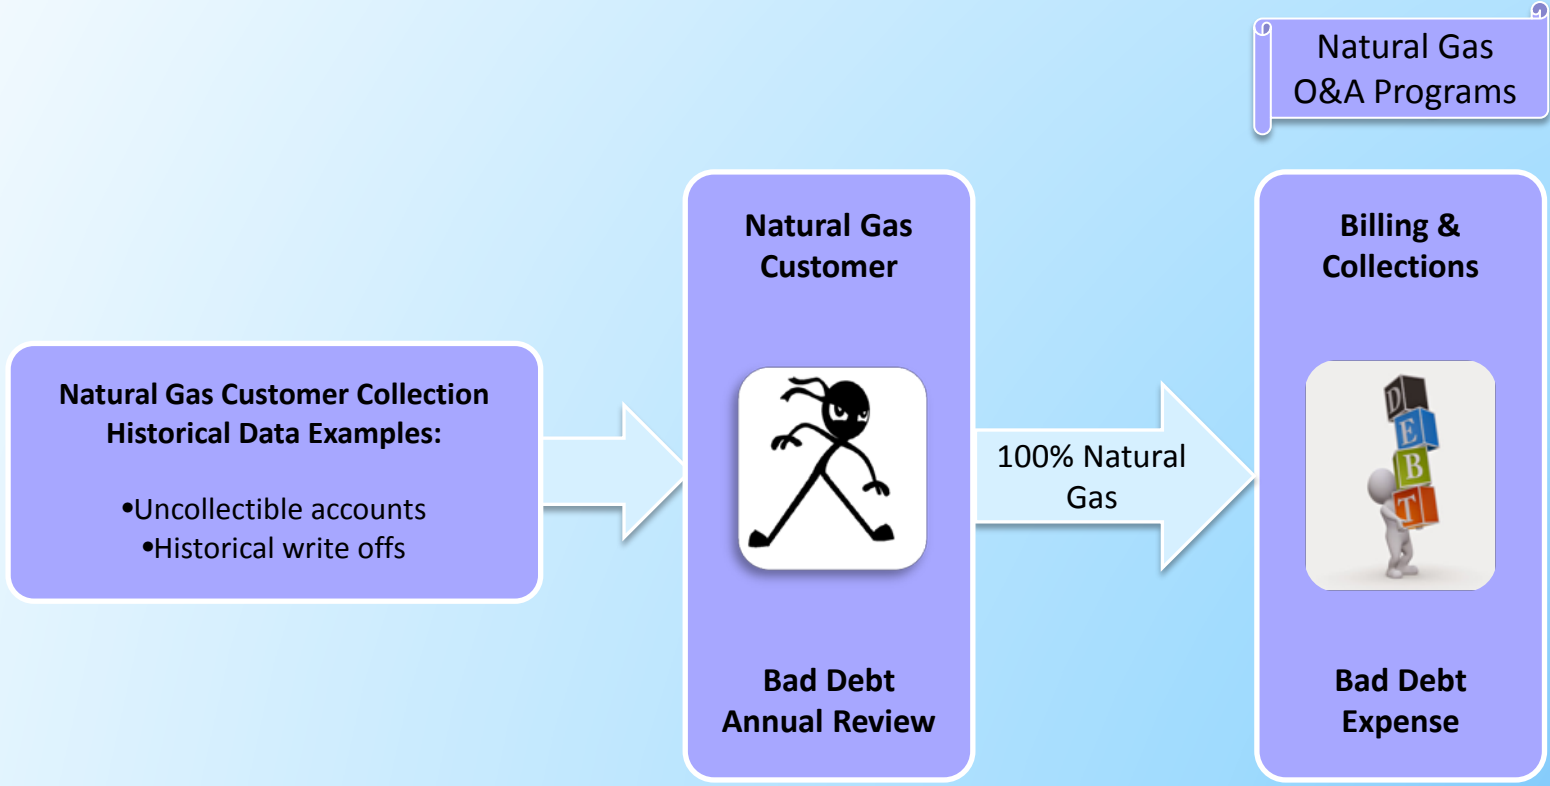 Natural Gas
O&A Programs
Natural Gas Customer Collection
Historical Data Examples:
•Uncollectible accounts
•Historical write offs
Natural Gas
Customer
Bad Debt
Annual Review
100% Natural
Gas
Billing &
Collections
D
E
B
T
Bad Debt
Expense